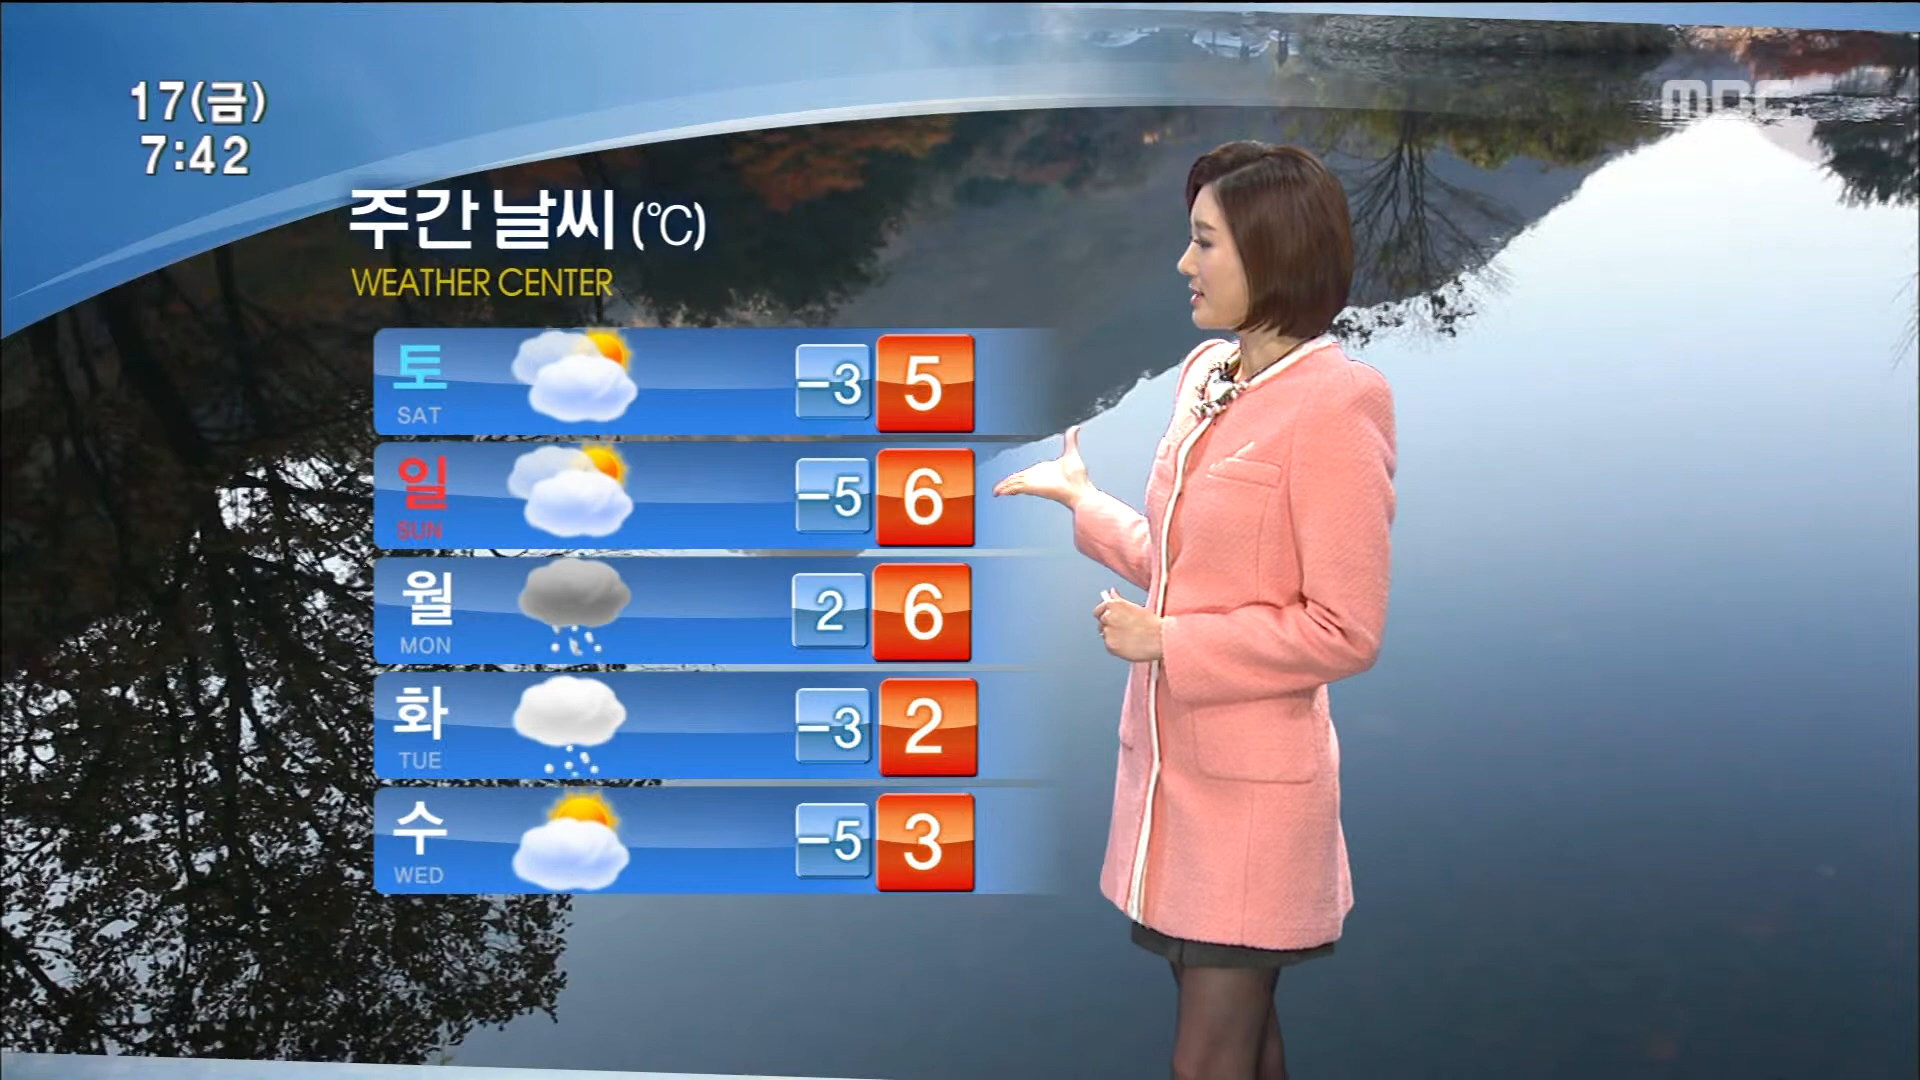 17(금)
7:42
MBC
주간 날씨 (℃)
WEATHER CENTER
토 -3 5
SAT
일 -5 6
SUN
월 2 6
MON
화 -3 2
TUE
수 -5 3
WED